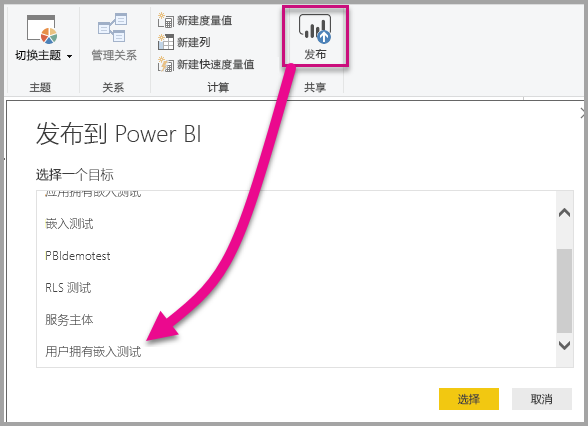 切换主题
主题
管理关系
关系
新建度量值
新建列
新建快速度量值
计算
发布
共享
发布到 Power BI
选择一个目标
应用拥有嵌入测试
嵌入测试
PBIdemotest
RLS 测试
服务主体
用户拥有嵌入测试
选择
取消